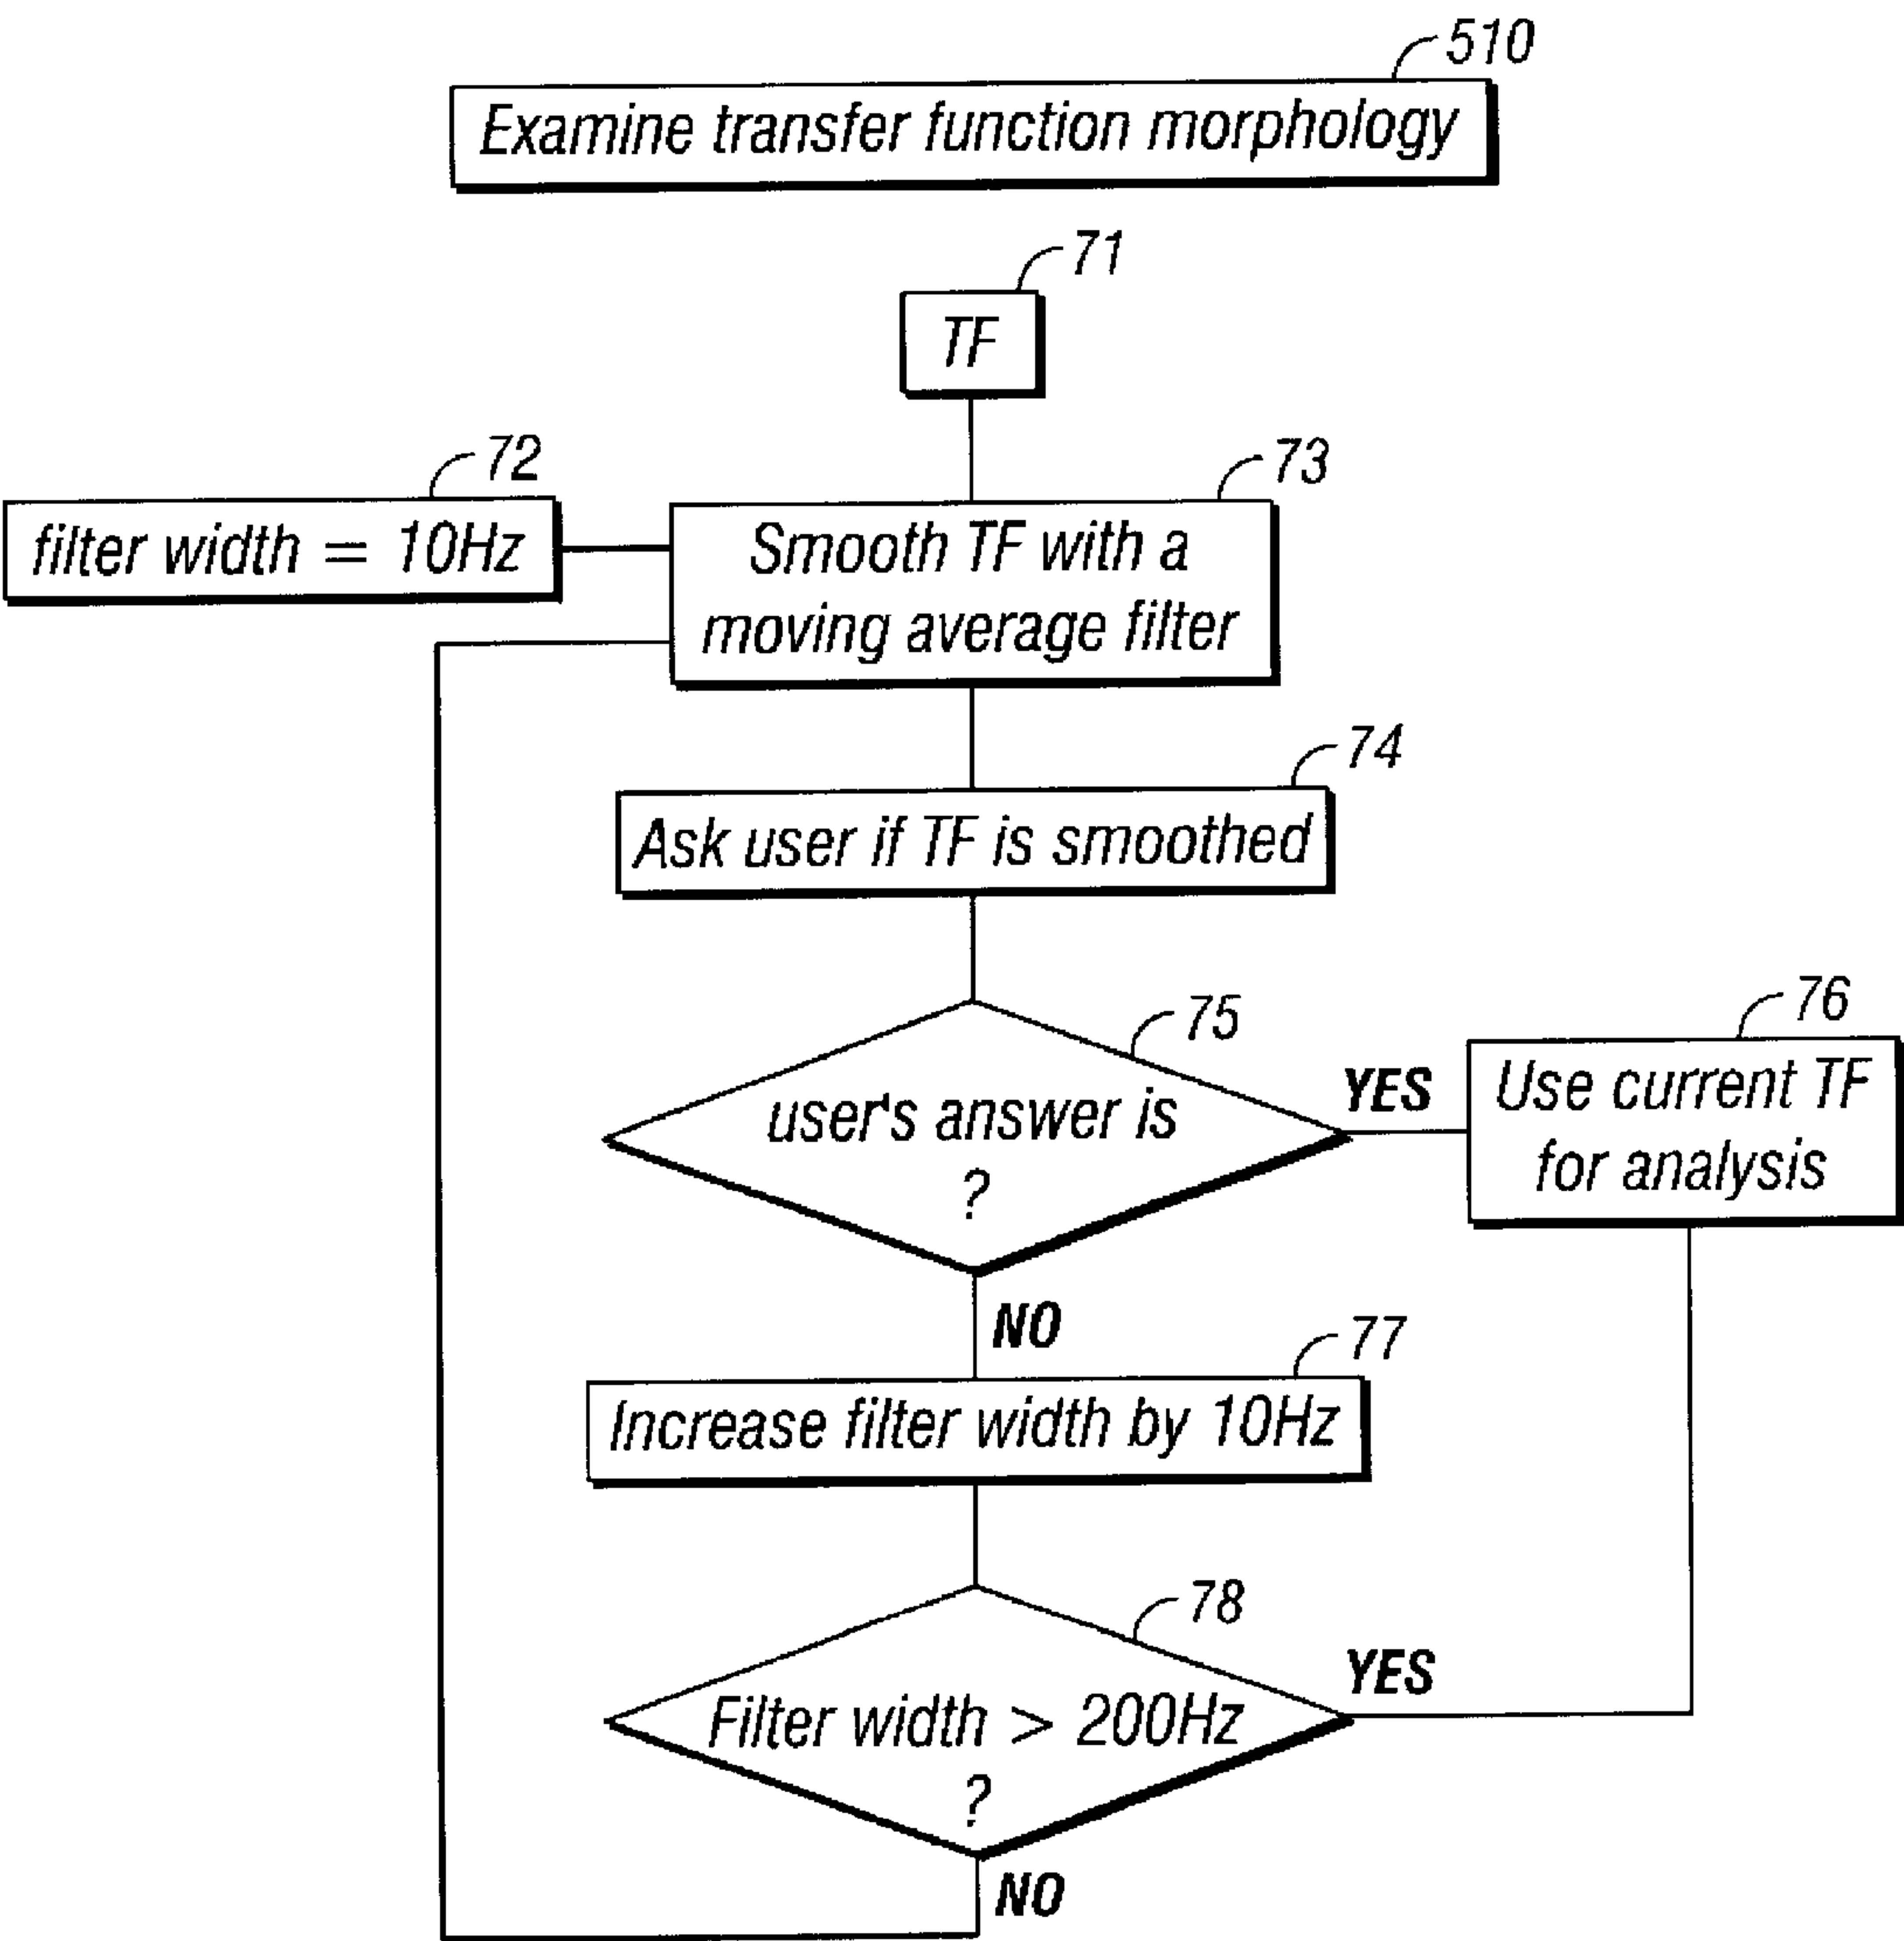 510
Examine transfer function morphology
71
TF
72
filter width = 10Hz
73
Smooth TF with a
moving average filter
74
Ask user if TF is smoothed
75
user's answer is
?
YES
76
Use current TF
for analysis
NO
77
Increase filter width by 10Hz
78
Filter width > 200Hz
?
YES
NO